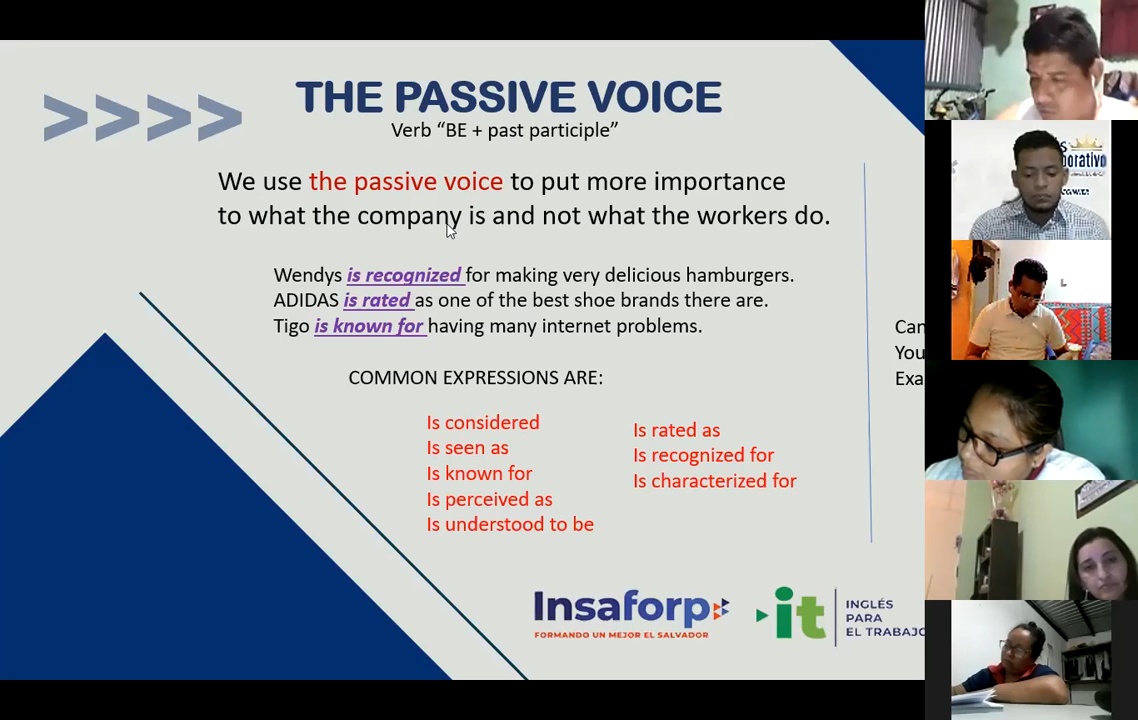 >>>>
THE PASSIVE VOICE
Verb “BE + past participle”
We use the passive voice to put more importance
to what the company is and not what the workers do.
Wendys is recognized for making very delicious hamburgers.
ADIDAS is rated as one of the best shoe brands there are.
Tigo is known for having many internet problems.
COMMON EXPRESSIONS ARE:
Is considered
Is seen as
Is known for
Is perceived as
Is understood to be
Is rated as
Is recognized for
Is characterized for
Can
You
Exa
Insaforp
FORMANDO UN MEJOR EL SALVADOR
it
INGLÉS
PARA
EL TRABAJO